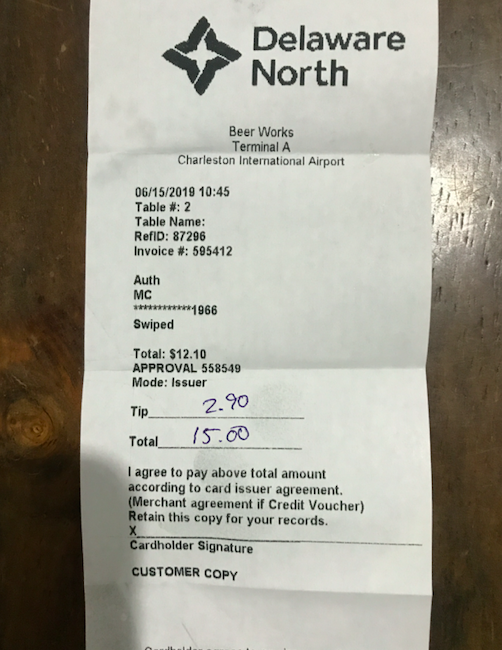 Delaware
North
Beer Works
Terminal A
Charleston International Airport
06/15/2019 10:45
Table #: 2
Table Name:
RefID: 87296
Invoice #: 595412
Auth
MC
************1966
Swiped
Total: $12.10
APPROVAL 558549
Mode: Issuer
Tip 2.90
Total 15.00
I agree to pay above total amount
according to card issuer agreement.
(Merchant agreement if Credit Voucher)
Retain this copy for your records.
X
Cardholder Signature
CUSTOMER COPY